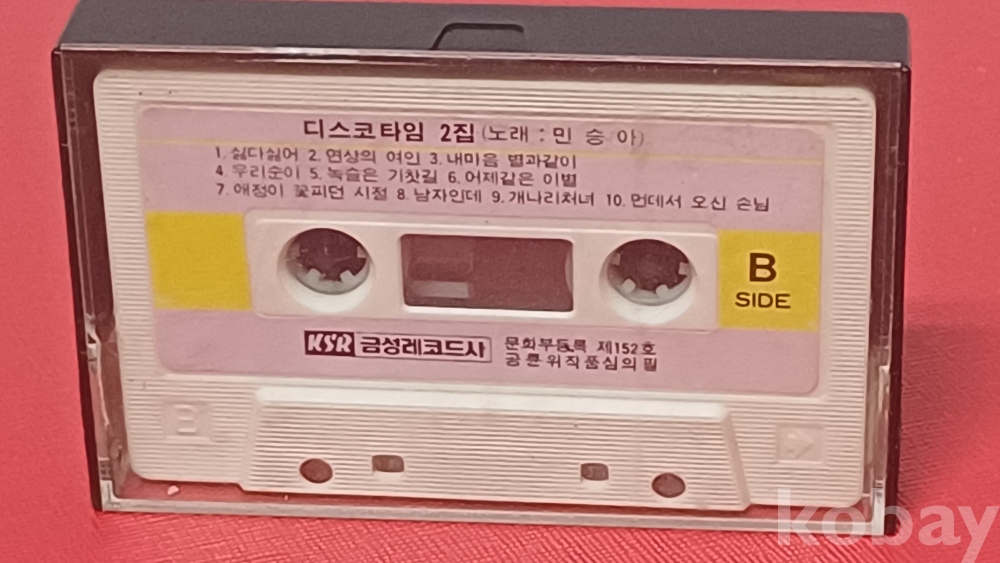 디스코타임 2집 (노래 : 민승아)
1. 싫다싫어 2. 연상의 여인 3. 내마음 별과같이
4. 우리순이 5. 녹슬은 기찻길 6. 어제같은 이별
7. 애정이 꽃피던 시절 8. 남자인데 9. 개나리처녀 10. 먼데서 오신 손님
B
SIDE
KSR 금성레코드사
문화부등록 제152호
공륜위작품심의필
B
kobay